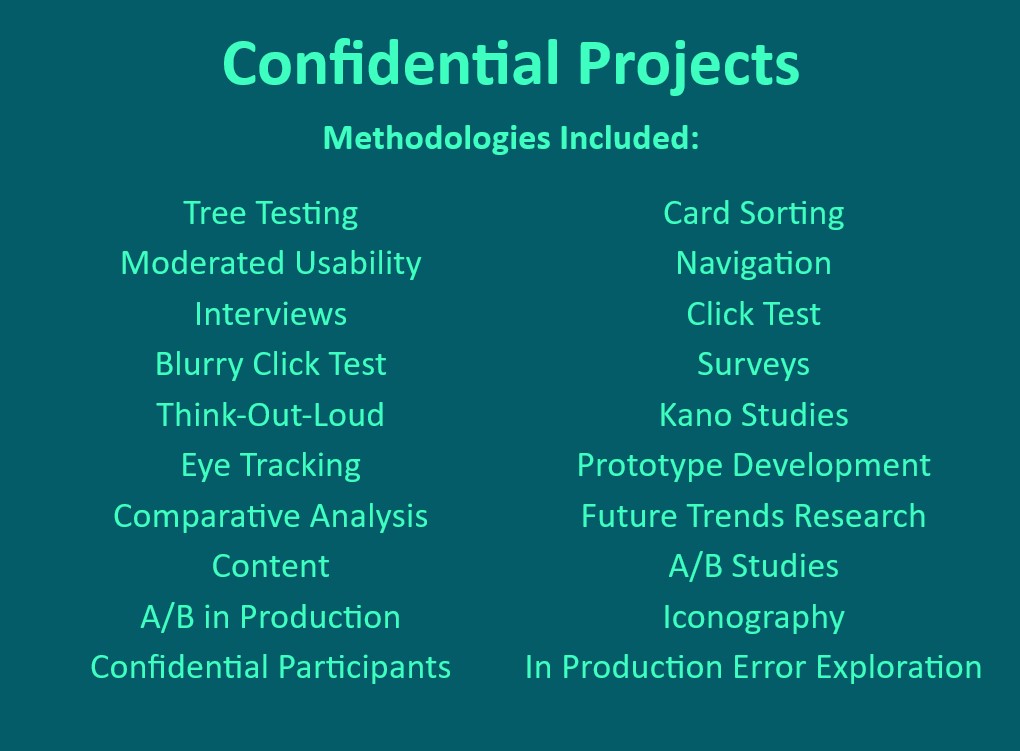 Confidential Projects
Methodologies Included:
Tree Testing
Moderated Usability
Interviews
Blurry Click Test
Think-Out-Loud
Eye Tracking
Comparative Analysis
Content
A/B in Production
Confidential Participants
Card Sorting
Navigation
Click Test
Surveys
Kano Studies
Prototype Development
Future Trends Research
A/B Studies
Iconography
In Production Error Exploration